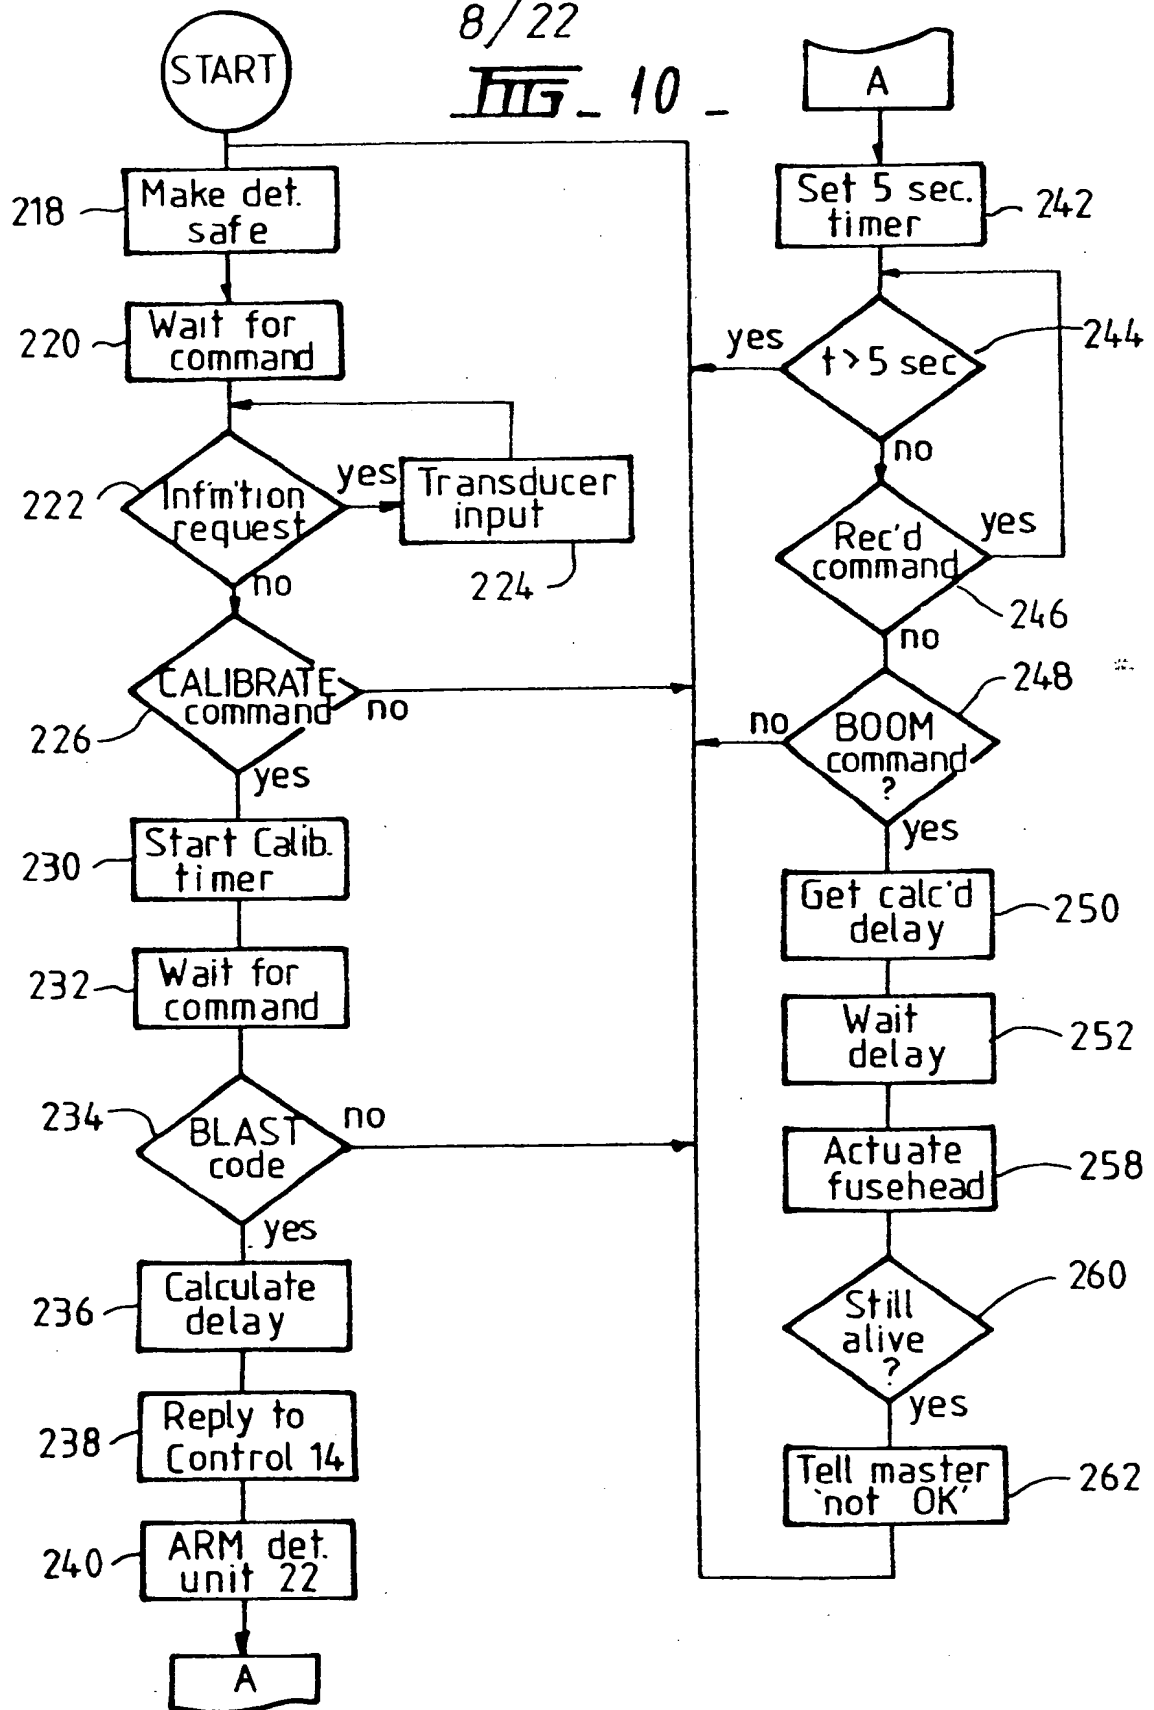 8/22
FIG_ 10_
START
218
Make det.
safe
220
Wait for
command
222
Inf'm'tion
request
yes
Transducer
input
224
no
CALIBRATE
command
226
no
yes
230
Start Calib.
timer
232
Wait for
command
234
BLAST
code
no
yes
236
Calculate
delay
238
Reply to
Control 14
240
ARM det.
unit 22
A
A
Set 5 sec.
timer
242
yes
t>5 sec
244
no
Rec'd
command
yes
246
no
248
no
BOOM
command
?
yes
Get calc'd
delay
250
Wait
delay
252
Actuate
fusehead
258
260
Still
alive
?
yes
Tell master
'not OK'
262